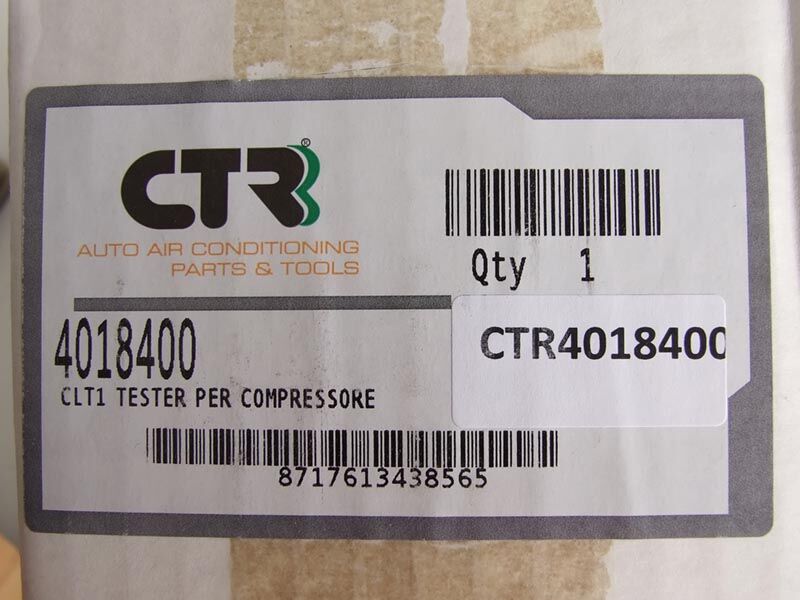 CTR®
AUTO AIR CONDITIONING
PARTS & TOOLS
Qty 1
4018400
CLT1 TESTER PER COMPRESSORE
CTR4018400
8717613438565